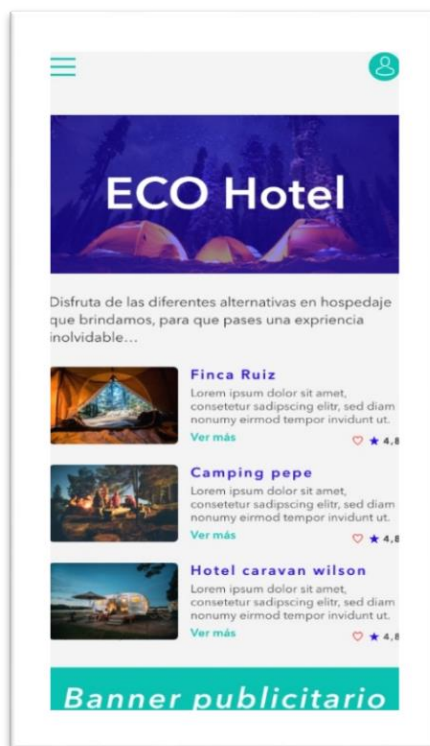 ECO Hotel
Disfruta de las diferentes alternativas en hospedaje
que brindamos, para que pases una expriencia
inolvidable...
Finca Ruiz
Lorem ipsum dolor sit amet,
consetetur sadipscing elitr, sed diam
nonumy eirmod tempor invidunt ut.
Ver más
4,8
Camping pepe
Lorem ipsum dolor sit amet,
consetetur sadipscing elitr, sed diam
nonumy eirmod tempor invidunt ut.
Ver más
4,8
Hotel caravan wilson
Lorem ipsum dolor sit amet,
consetetur sadipscing elitr, sed diam
nonumy eirmod tempor invidunt ut.
Ver más
4,8
Banner publicitario